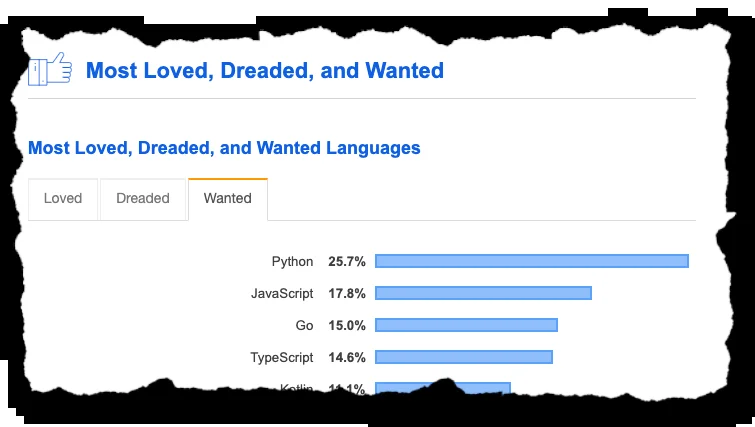 Most Loved, Dreaded, and Wanted
Most Loved, Dreaded, and Wanted Languages
Loved Dreaded Wanted
Python 25.7%
JavaScript 17.8%
Go 15.0%
TypeScript 14.6%
Kotlin 11.1%